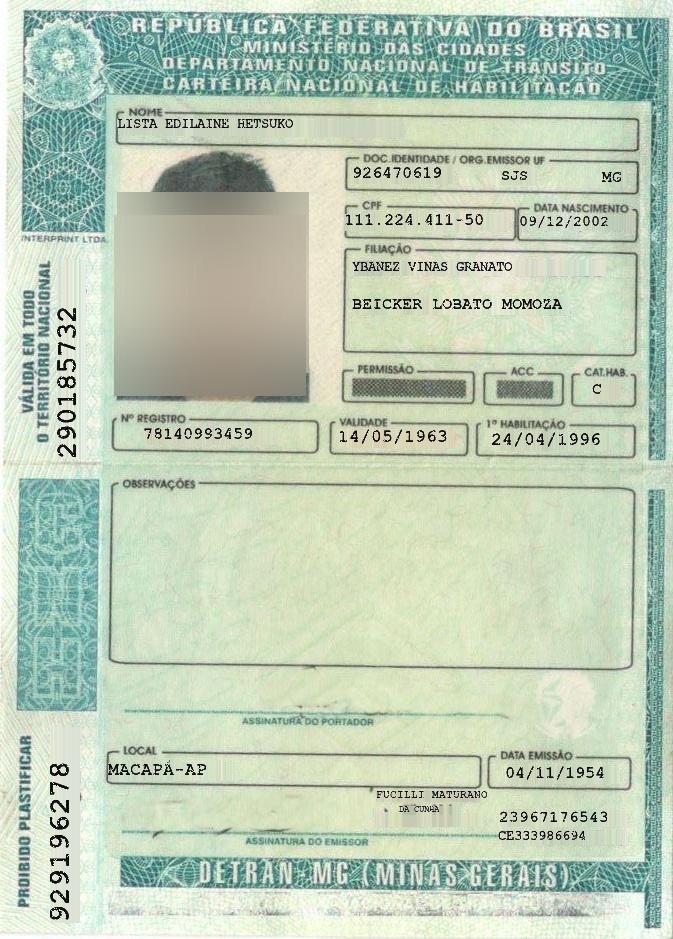 REPÚBLICA FEDERATIVA DO BRASIL
MINISTÉRIO DAS CIDADES
DEPARTAMENTO NACIONAL DE TRÂNSITO
CARTEIRA NACIONAL DE HABILITAÇÃO
NOME
LISTA EDILAINE HETSUKO
DOC. IDENTIDADE / ORG. EMISSOR UF
926470619 SJS MG
CPF DATA NASCIMENTO
111.224.411-50 09/12/2002
INTERPRINT LTDA.
FILIAÇÃO
YBANEZ VINAS GRANATO
BEICKER LOBATO MOMOZA
VÁLIDA EM TODO
O TERRITÓRIO NACIONAL
290185732
PERMISSÃO ACC CAT. HAB.
C
Nº REGISTRO VALIDADE 1ª HABILITAÇÃO
78140993459 14/05/1963 24/04/1996
OBSERVAÇÕES
ASSINATURA DO PORTADOR
PROIBIDO PLASTIFICAR
929196278
LOCAL DATA EMISSÃO
MACAPÁ-AP 04/11/1954
FUCILLI MATURANO
DA CUNHA
23967176543
CE333986694
ASSINATURA DO EMISSOR
DETRAN-MG (MINAS GERAIS)